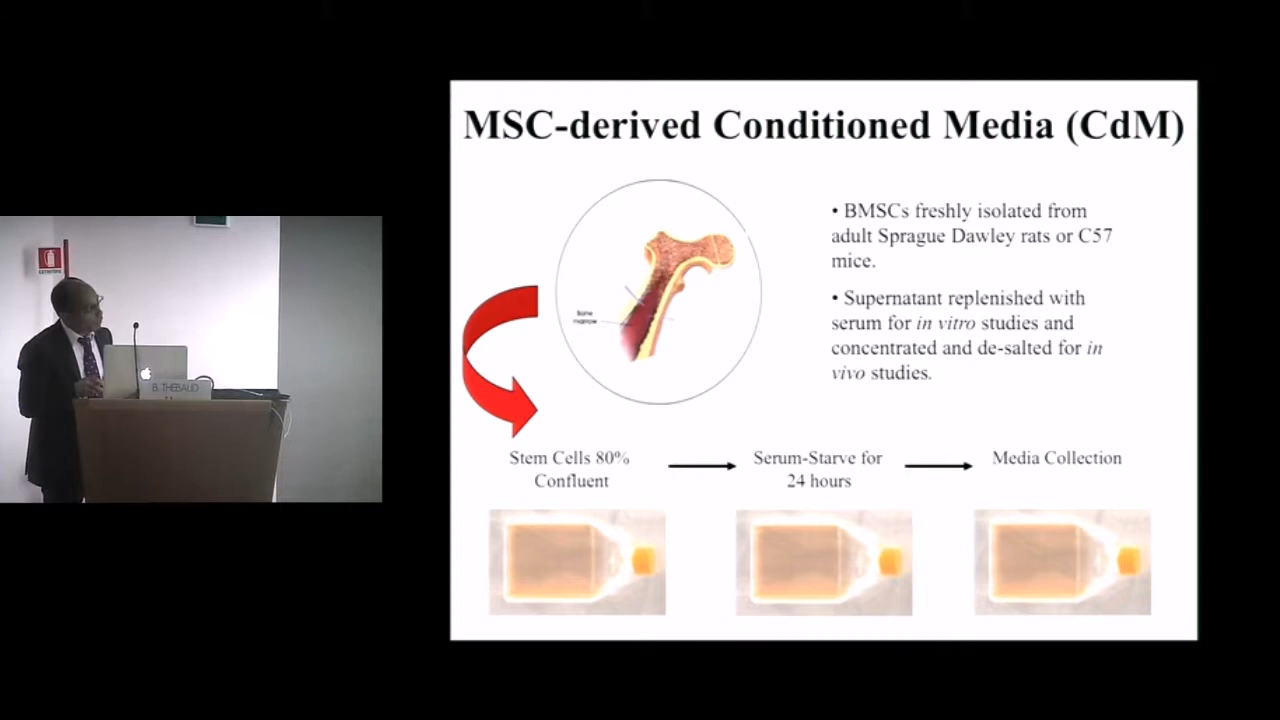 MSC-derived Conditioned Media (CdM)
• BMSCs freshly isolated from
adult Sprague Dawley rats or C57
mice.
• Supernatant replenished with
serum for in vitro studies and
concentrated and de-salted for in
vivo studies.
Bone
marrow
Stem Cells 80%
Confluent
Serum-Starve for
24 hours
Media Collection
B. THEBAUD